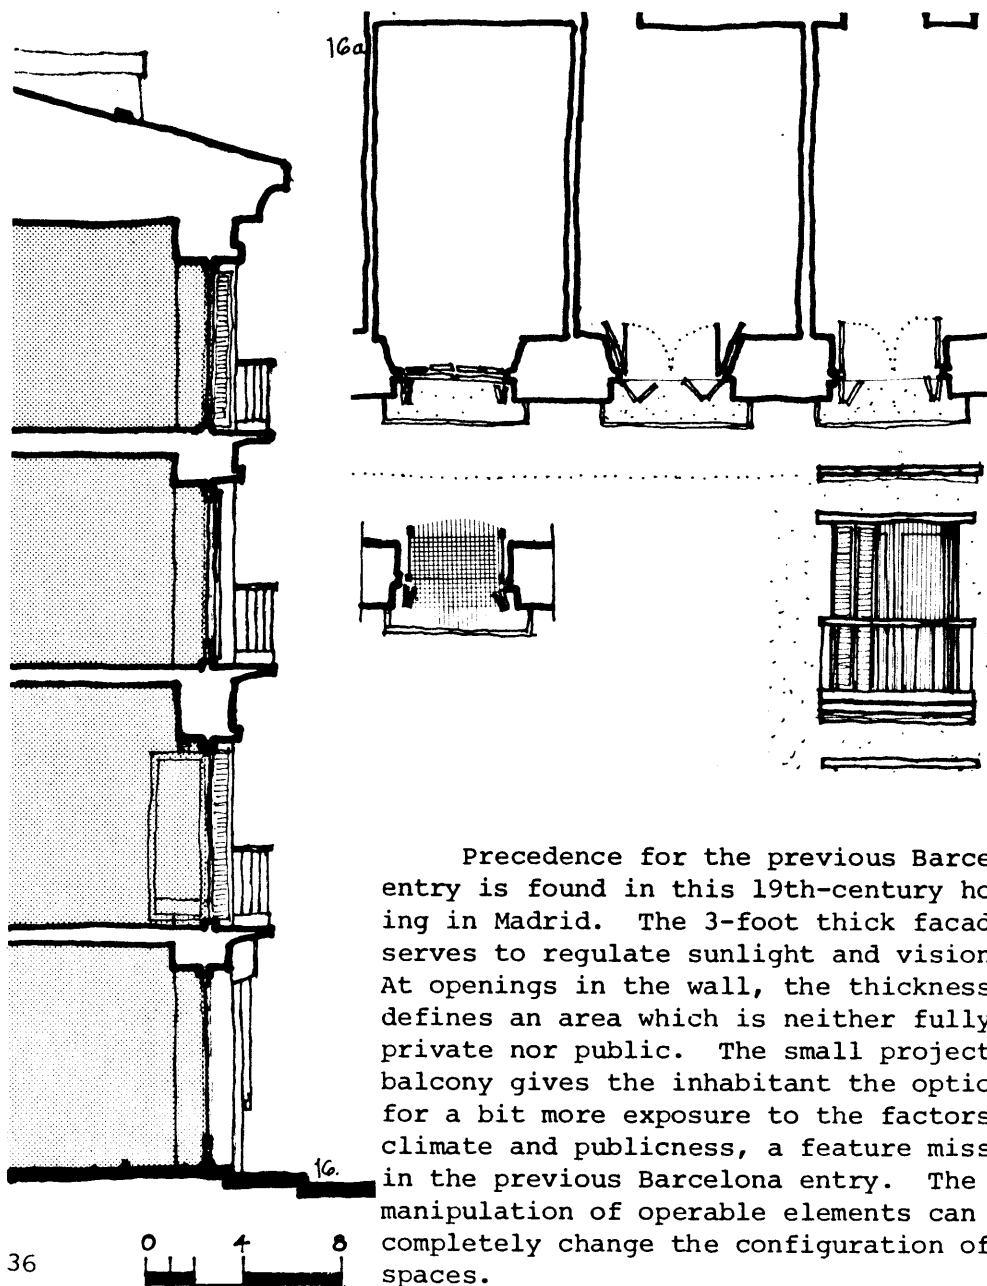 16a
Precedence for the previous Barce
entry is found in this 19th-century ho
ing in Madrid. The 3-foot thick facad
serves to regulate sunlight and vision
At openings in the wall, the thickness
defines an area which is neither fully
private nor public. The small project
balcony gives the inhabitant the optio
for a bit more exposure to the factors
climate and publicness, a feature miss
in the previous Barcelona entry. The
manipulation of operable elements can
completely change the configuration of
spaces.
16.
0 4 8
36